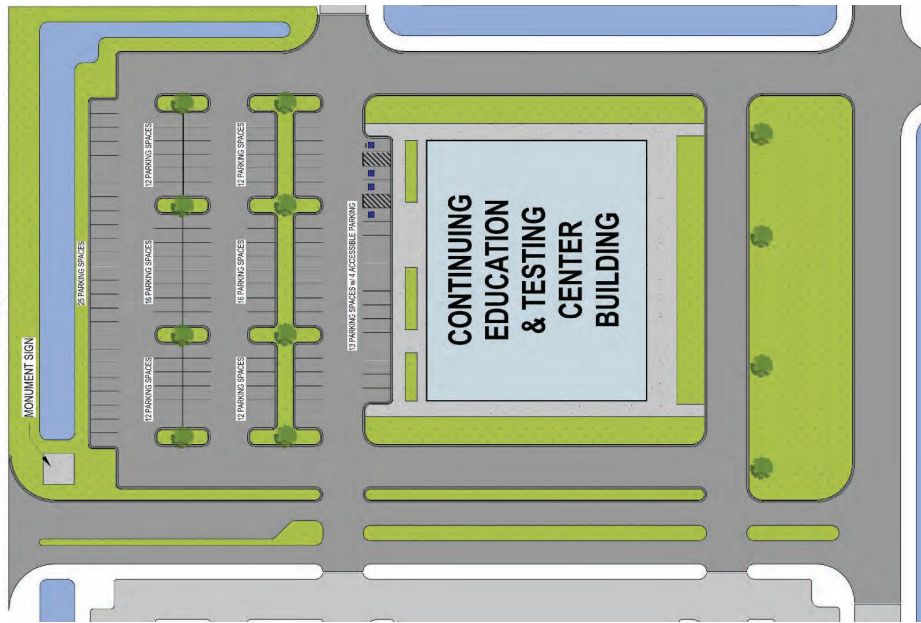 MONUMENT SIGN
25 PARKING SPACES
12 PARKING SPACES
16 PARKING SPACES
12 PARKING SPACES
12 PARKING SPACES
16 PARKING SPACES
12 PARKING SPACES
13 PARKING SPACES w/ 4 ACCESSIBLE PARKING
CONTINUING
EDUCATION
& TESTING
CENTER
BUILDING